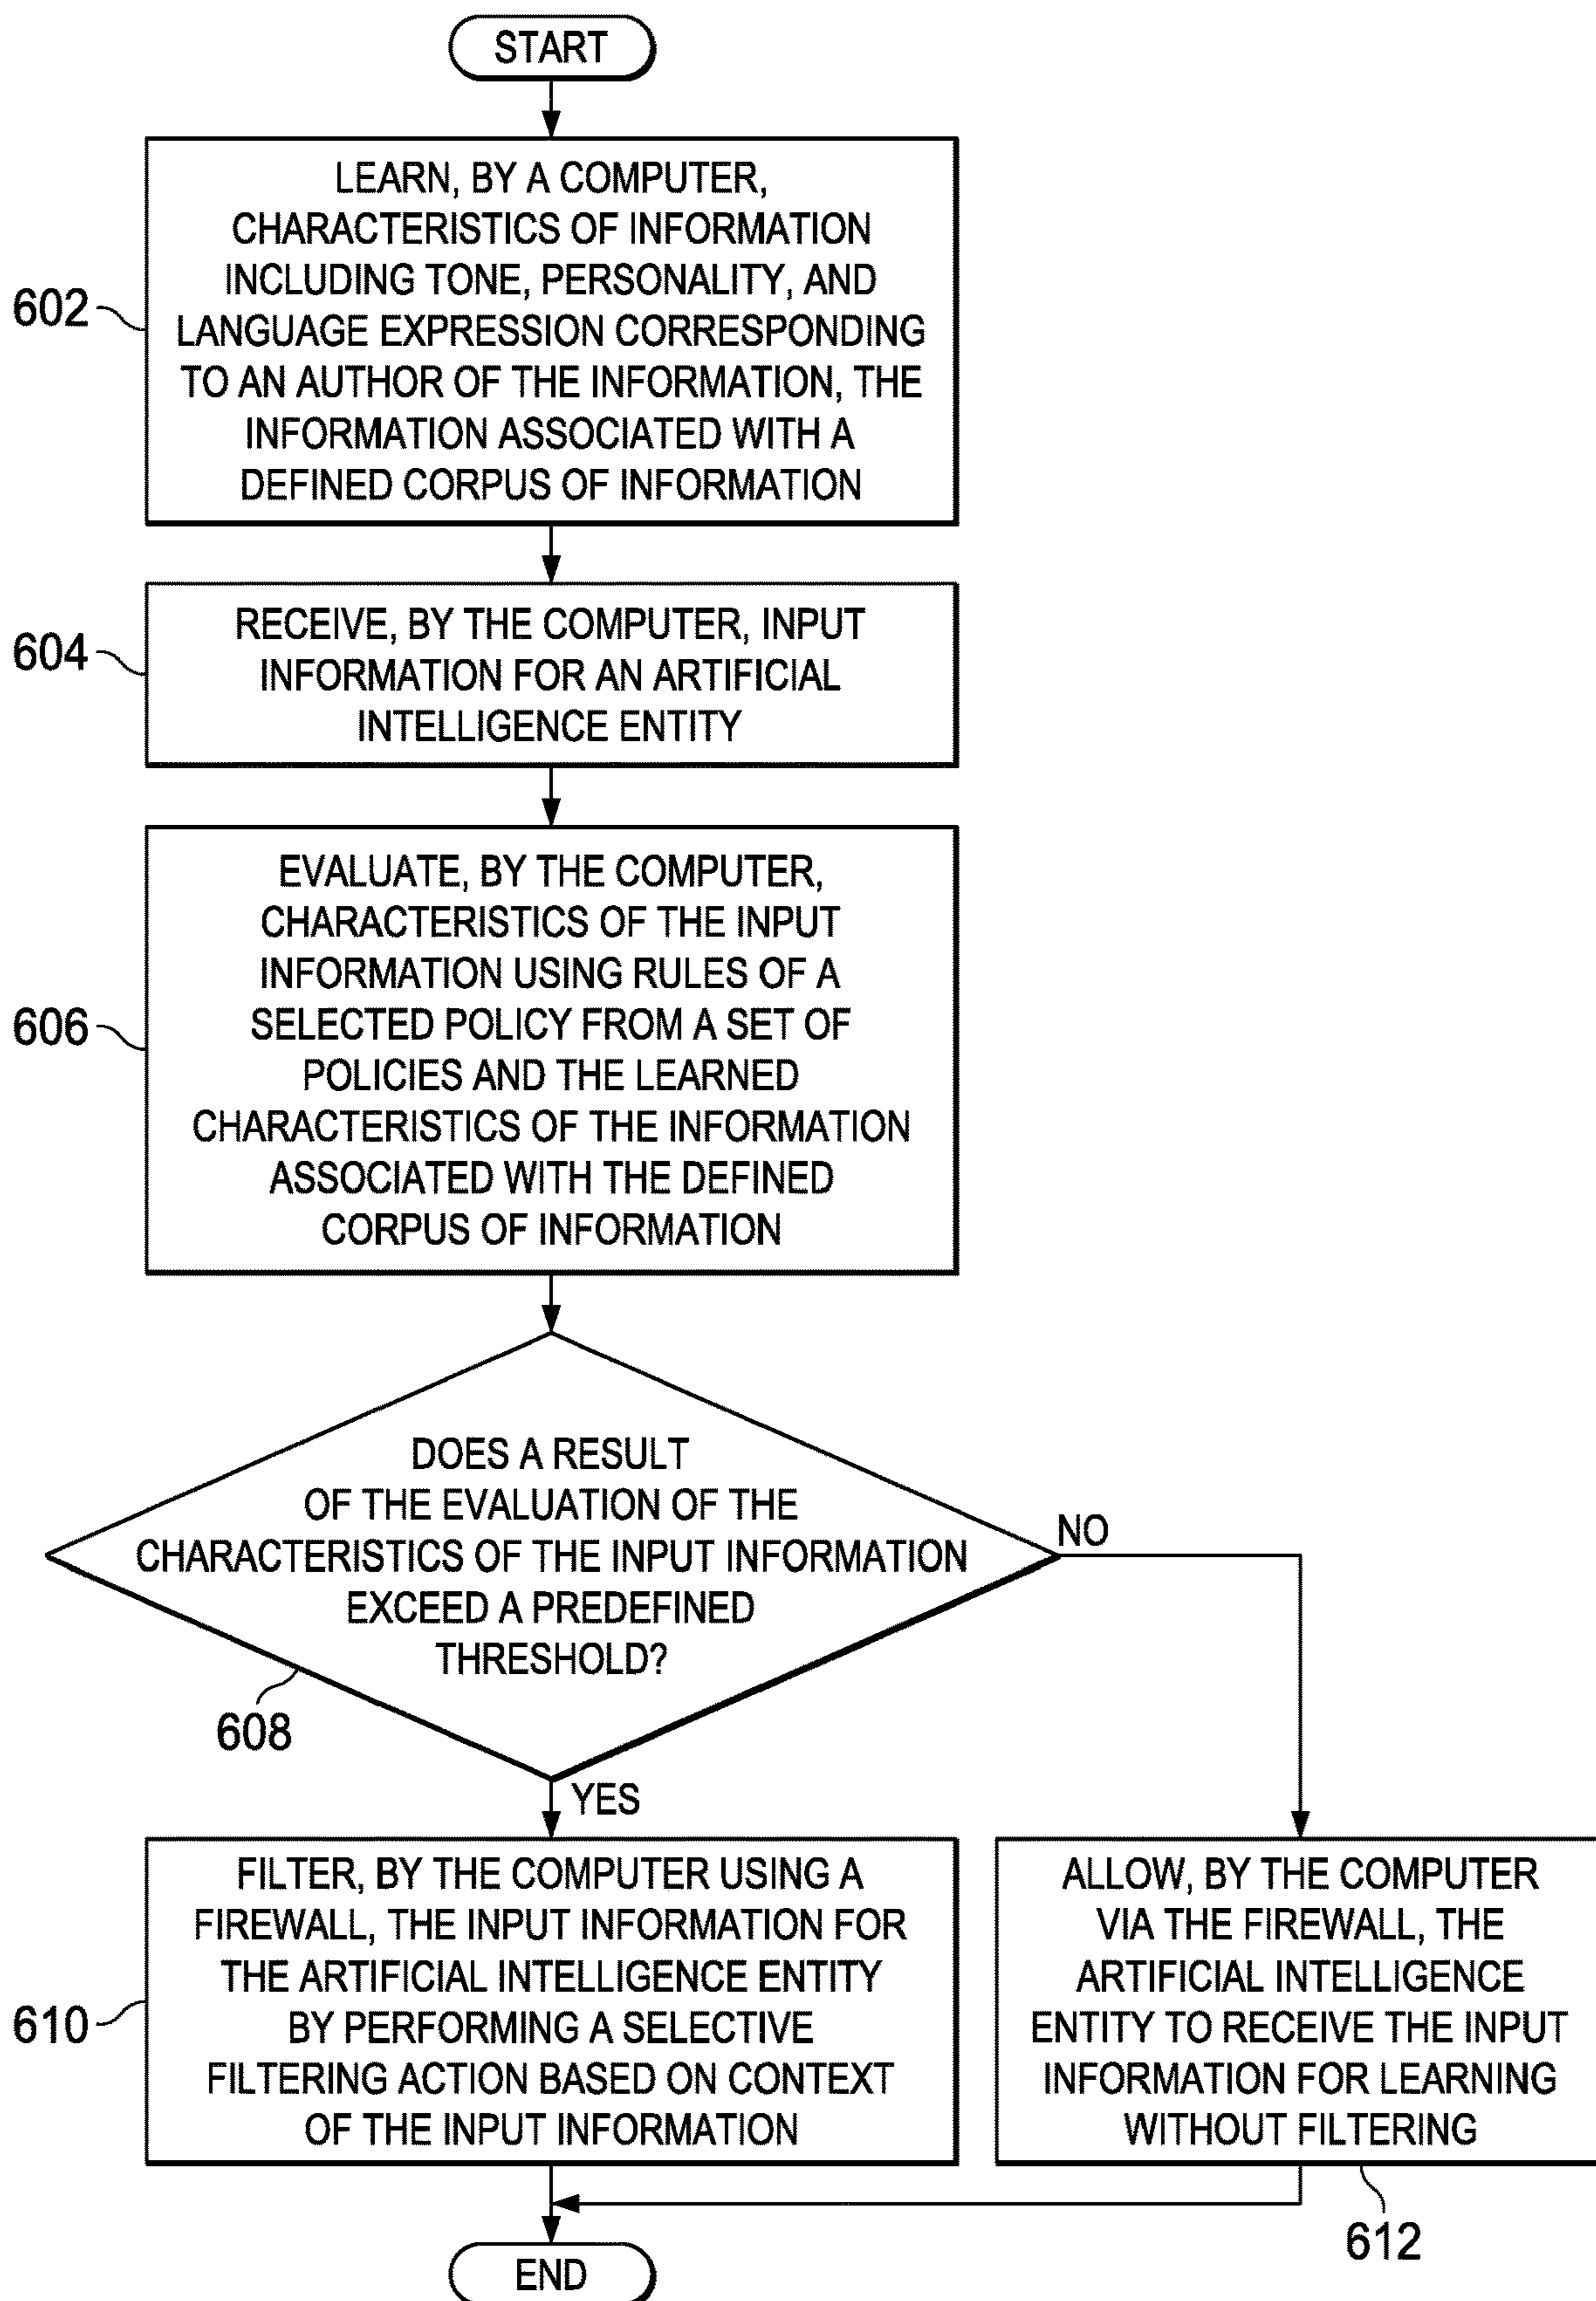 START
602
LEARN, BY A COMPUTER,
CHARACTERISTICS OF INFORMATION
INCLUDING TONE, PERSONALITY, AND
LANGUAGE EXPRESSION CORRESPONDING
TO AN AUTHOR OF THE INFORMATION, THE
INFORMATION ASSOCIATED WITH A
DEFINED CORPUS OF INFORMATION
604
RECEIVE, BY THE COMPUTER, INPUT
INFORMATION FOR AN ARTIFICIAL
INTELLIGENCE ENTITY
606
EVALUATE, BY THE COMPUTER,
CHARACTERISTICS OF THE INPUT
INFORMATION USING RULES OF A
SELECTED POLICY FROM A SET OF
POLICIES AND THE LEARNED
CHARACTERISTICS OF THE INFORMATION
ASSOCIATED WITH THE DEFINED
CORPUS OF INFORMATION
DOES A RESULT
OF THE EVALUATION OF THE
CHARACTERISTICS OF THE INPUT INFORMATION
EXCEED A PREDEFINED
THRESHOLD?
608
NO
YES
610
FILTER, BY THE COMPUTER USING A
FIREWALL, THE INPUT INFORMATION FOR
THE ARTIFICIAL INTELLIGENCE ENTITY
BY PERFORMING A SELECTIVE
FILTERING ACTION BASED ON CONTEXT
OF THE INPUT INFORMATION
ALLOW, BY THE COMPUTER
VIA THE FIREWALL, THE
ARTIFICIAL INTELLIGENCE
ENTITY TO RECEIVE THE INPUT
INFORMATION FOR LEARNING
WITHOUT FILTERING
612
END